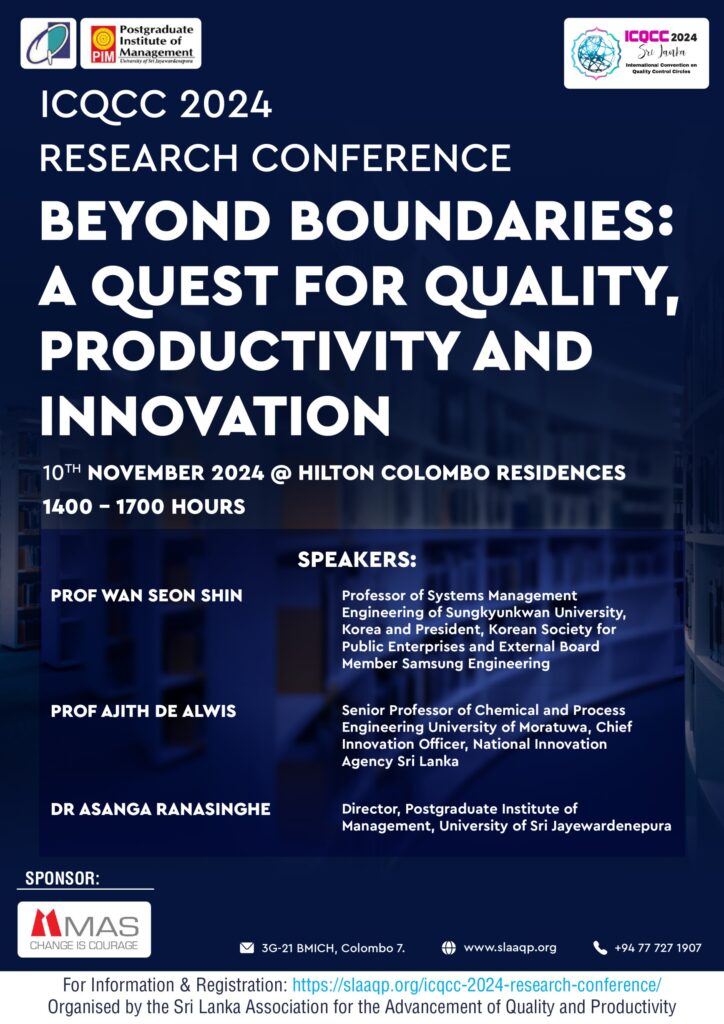 Postgraduate
Institute of
Management
PIM
University of Sri Jayewardenepura
ICQCC 2024
Sri Lanka
International Convention on
Quality Control Circles
ICQCC 2024
RESEARCH CONFERENCE
BEYOND BOUNDARIES:
A QUEST FOR QUALITY,
PRODUCTIVITY AND
INNOVATION
10TH NOVEMBER 2024 @ HILTON COLOMBO RESIDENCES
1400 – 1700 HOURS
SPEAKERS:
PROF WAN SEON SHIN
Professor of Systems Management
Engineering of Sungkyunkwan University,
Korea and President, Korean Society for
Public Enterprises and External Board
Member Samsung Engineering
PROF AJITH DE ALWIS
Senior Professor of Chemical and Process
Engineering University of Moratuwa, Chief
Innovation Officer, National Innovation
Agency Sri Lanka
DR ASANGA RANASINGHE
Director, Postgraduate Institute of
Management, University of Sri Jayewardenepura
SPONSOR:
MAS
CHANGE IS COURAGE
3G-21 BMICH, Colombo 7. www.slaaqp.org +94 77 727 1907
For Information & Registration: https://slaaqp.org/icqcc-2024-research-conference/
Organised by the Sri Lanka Association for the Advancement of Quality and Productivity